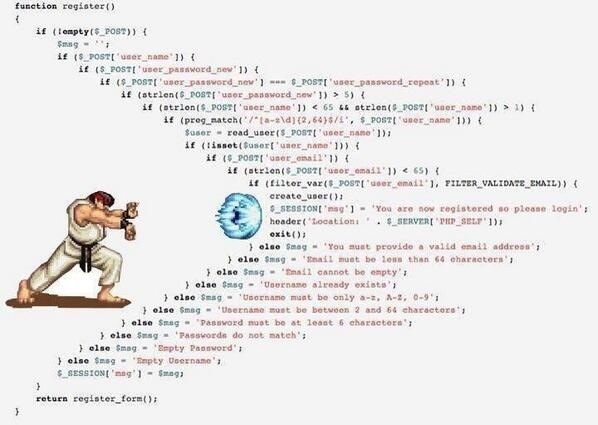 function register()
{
if (!empty($_POST)) {
$msg = '';
if ($_POST['user_name']) {
if ($_POST['user_password_new']) {
if ($_POST['user_password_new'] === $_POST['user_password_repeat']) {
if (strlen($_POST['user_password_new']) > 5) {
if (strlen($_POST['user_name']) < 65 && strlen($_POST['user_name']) > 1) {
if (preg_match('/^[a-z\d]{2,64}$/i', $_POST['user_name'])) {
$user = read_user($_POST['user_name']);
if (!isset($user['user_name'])) {
if ($_POST['user_email']) {
if (strlen($_POST['user_email']) < 65) {
if (filter_var($_POST['user_email'], FILTER_VALIDATE_EMAIL)) {
create_user();
$_SESSION['msg'] = 'You are now registered so please login';
header('Location: ' . $_SERVER['PHP_SELF']);
exit();
} else $msg = 'You must provide a valid email address';
} else $msg = 'Email must be less than 64 characters';
} else $msg = 'Email cannot be empty';
} else $msg = 'Username already exists';
} else $msg = 'Username must be only a-z, A-Z, 0-9';
} else $msg = 'Username must be between 2 and 64 characters';
} else $msg = 'Password must be at least 6 characters';
} else $msg = 'Passwords do not match';
} else $msg = 'Empty Password';
} else $msg = 'Empty Username';
$_SESSION['msg'] = $msg;
}
return register_form();
}